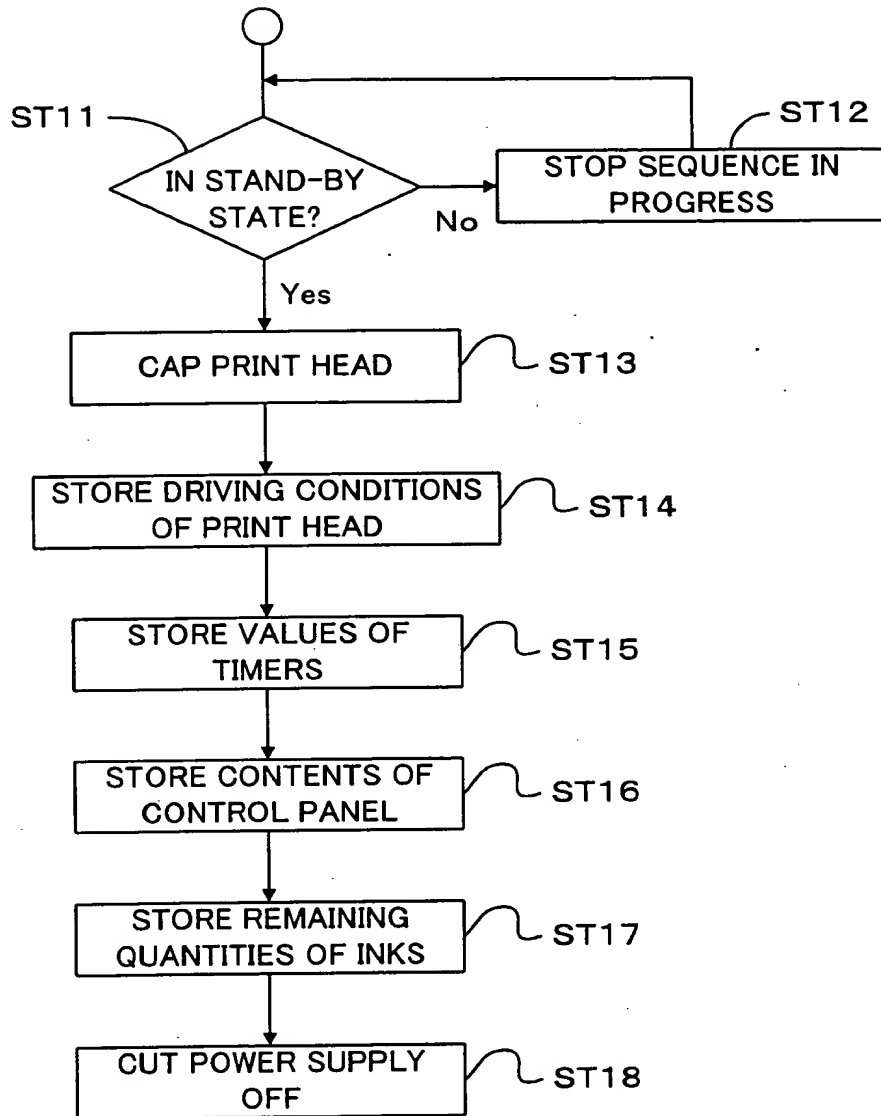 ST11
IN STAND-BY
STATE?
No
ST12
STOP SEQUENCE IN
PROGRESS
Yes
CAP PRINT HEAD
ST13
STORE DRIVING CONDITIONS
OF PRINT HEAD
ST14
STORE VALUES OF
TIMERS
ST15
STORE CONTENTS OF
CONTROL PANEL
ST16
STORE REMAINING
QUANTITIES OF INKS
ST17
CUT POWER SUPPLY
OFF
ST18